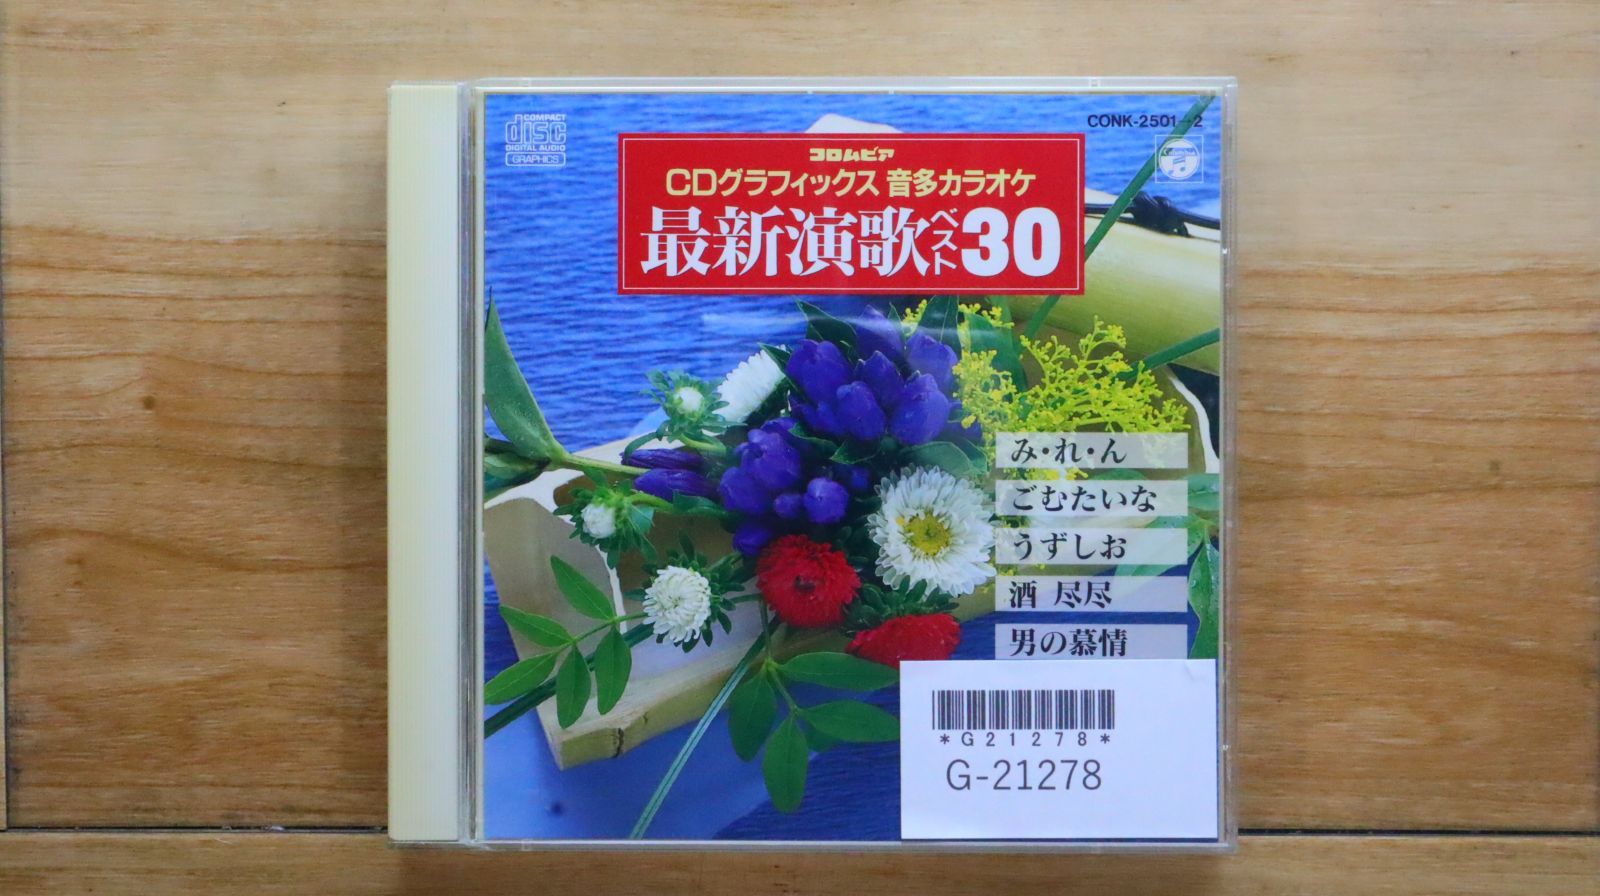 COMPACT
disc
DIGITAL AUDIO
GRAPHICS
CONK-2501→2
Columbia
コロムビア
CDグラフィックス 音多カラオケ
最新演歌ベスト30
み・れ・ん
ごむたいな
うずしお
酒 尽尽
男の慕情
*G21278*
G-21278